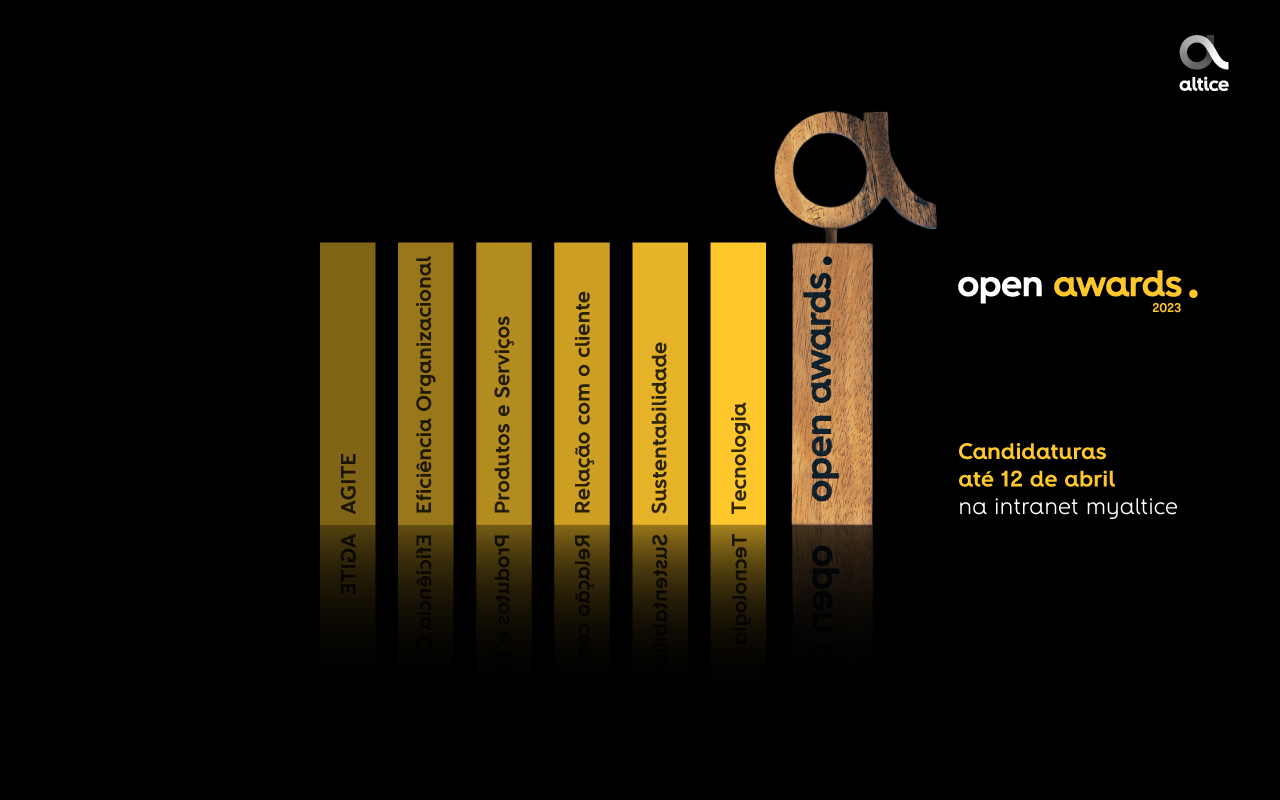 altice
AGITE
Eficiência Organizacional
Produtos e Serviços
Relação com o cliente
Sustentabilidade
Tecnologia
open awards.
open awards.
2023
Candidaturas
até 12 de abril
na intranet myaltice